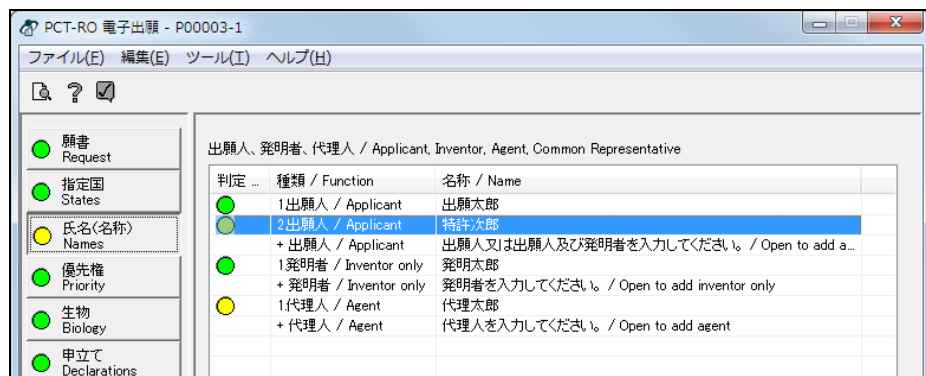 PCT-RO 電子出願 - P00003-1
ファイル(F) 編集(E) ツール(T) ヘルプ(H)
願書
Request
指定国
States
氏名(名称)
Names
優先権
Priority
生物
Biology
申立て
Declarations
出願人、発明者、代理人 / Applicant, Inventor, Agent, Common Representative
判定 ... 種類 / Function 名称 / Name
1出願人 / Applicant 出願太郎
2出願人 / Applicant 特許次郎
+ 出願人 / Applicant 出願人又は出願人及び発明者を入力してください。 / Open to add a...
1発明者 / Inventor only 発明太郎
+ 発明者 / Inventor only 発明者を入力してください。 / Open to add inventor only
1代理人 / Agent 代理太郎
+ 代理人 / Agent 代理人を入力してください。 / Open to add agent